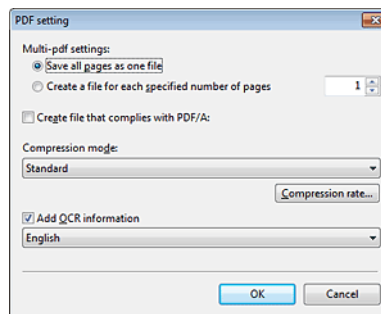 PDF setting
Multi-pdf settings:
Save all pages as one file
Create a file for each specified number of pages 1
Create file that complies with PDF/A:
Compression mode:
Standard
Compression rate...
Add OCR information
English
OK Cancel